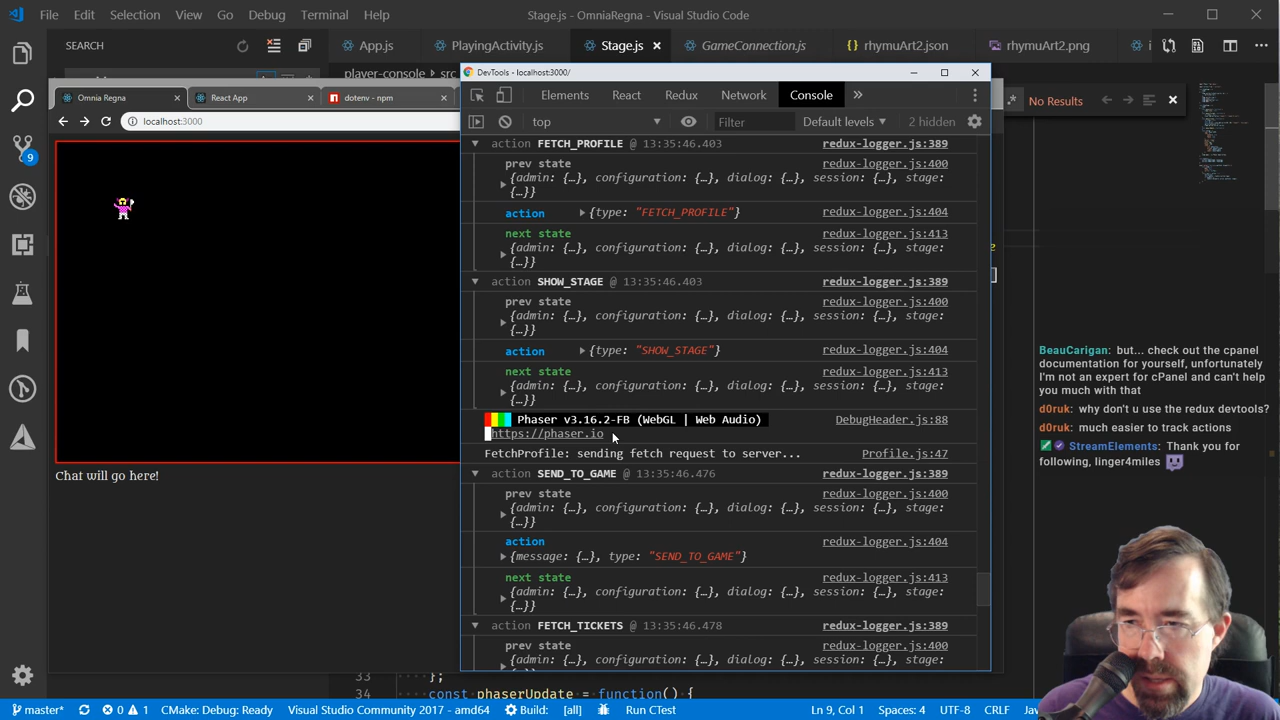 File Edit Selection View Go Debug Terminal Help
Stage.js - OmniaRegna - Visual Studio Code
SEARCH
App.js
PlayingActivity.js
Stage.js
GameConnection.js
rhymuArt2.json
rhymuArt2.png
player-console › src
No Results
9
Omnia Regna
React App
dotenv - npm
localhost:3000
Chat will go here!
DevTools - localhost:3000/
Elements React Redux Network Console »
top Filter Default levels 2 hidden
action FETCH_PROFILE @ 13:35:46.403 redux-logger.js:389
prev state redux-logger.js:400
{admin: {…}, configuration: {…}, dialog: {…}, session: {…}, stage:
{…}}
action {type: "FETCH_PROFILE"} redux-logger.js:404
next state redux-logger.js:413
{admin: {…}, configuration: {…}, dialog: {…}, session: {…}, stage:
{…}}
action SHOW_STAGE @ 13:35:46.403 redux-logger.js:389
prev state redux-logger.js:400
{admin: {…}, configuration: {…}, dialog: {…}, session: {…}, stage:
{…}}
action {type: "SHOW_STAGE"} redux-logger.js:404
next state redux-logger.js:413
{admin: {…}, configuration: {…}, dialog: {…}, session: {…}, stage:
{…}}
Phaser v3.16.2-FB (WebGL | Web Audio) DebugHeader.js:88
https://phaser.io
FetchProfile: sending fetch request to server... Profile.js:47
action SEND_TO_GAME @ 13:35:46.476 redux-logger.js:389
prev state redux-logger.js:400
{admin: {…}, configuration: {…}, dialog: {…}, session: {…}, stage:
{…}}
action redux-logger.js:404
{message: {…}, type: "SEND_TO_GAME"}
next state redux-logger.js:413
{admin: {…}, configuration: {…}, dialog: {…}, session: {…}, stage:
{…}}
action FETCH_TICKETS @ 13:35:46.478 redux-logger.js:389
prev state redux-logger.js:400
{admin: {…}, configuration: {…}, dialog: {…}, session: {…}, stage:
BeauCarigan: but... check out the cpanel
documentation for yourself, unfortunately
I'm not an expert for cPanel and can't help
you much with that
d0ruk: why don't u use the redux devtools?
d0ruk: much easier to track actions
StreamElements: Thank you for
following, linger4miles
33 };
34 const phaserUpdate = function() {
master* 0 1 CMake: Debug: Ready Visual Studio Community 2017 - amd64 Build: [all] Run CTest Ln 9, Col 1 Spaces: 4 UTF-8 CRLF